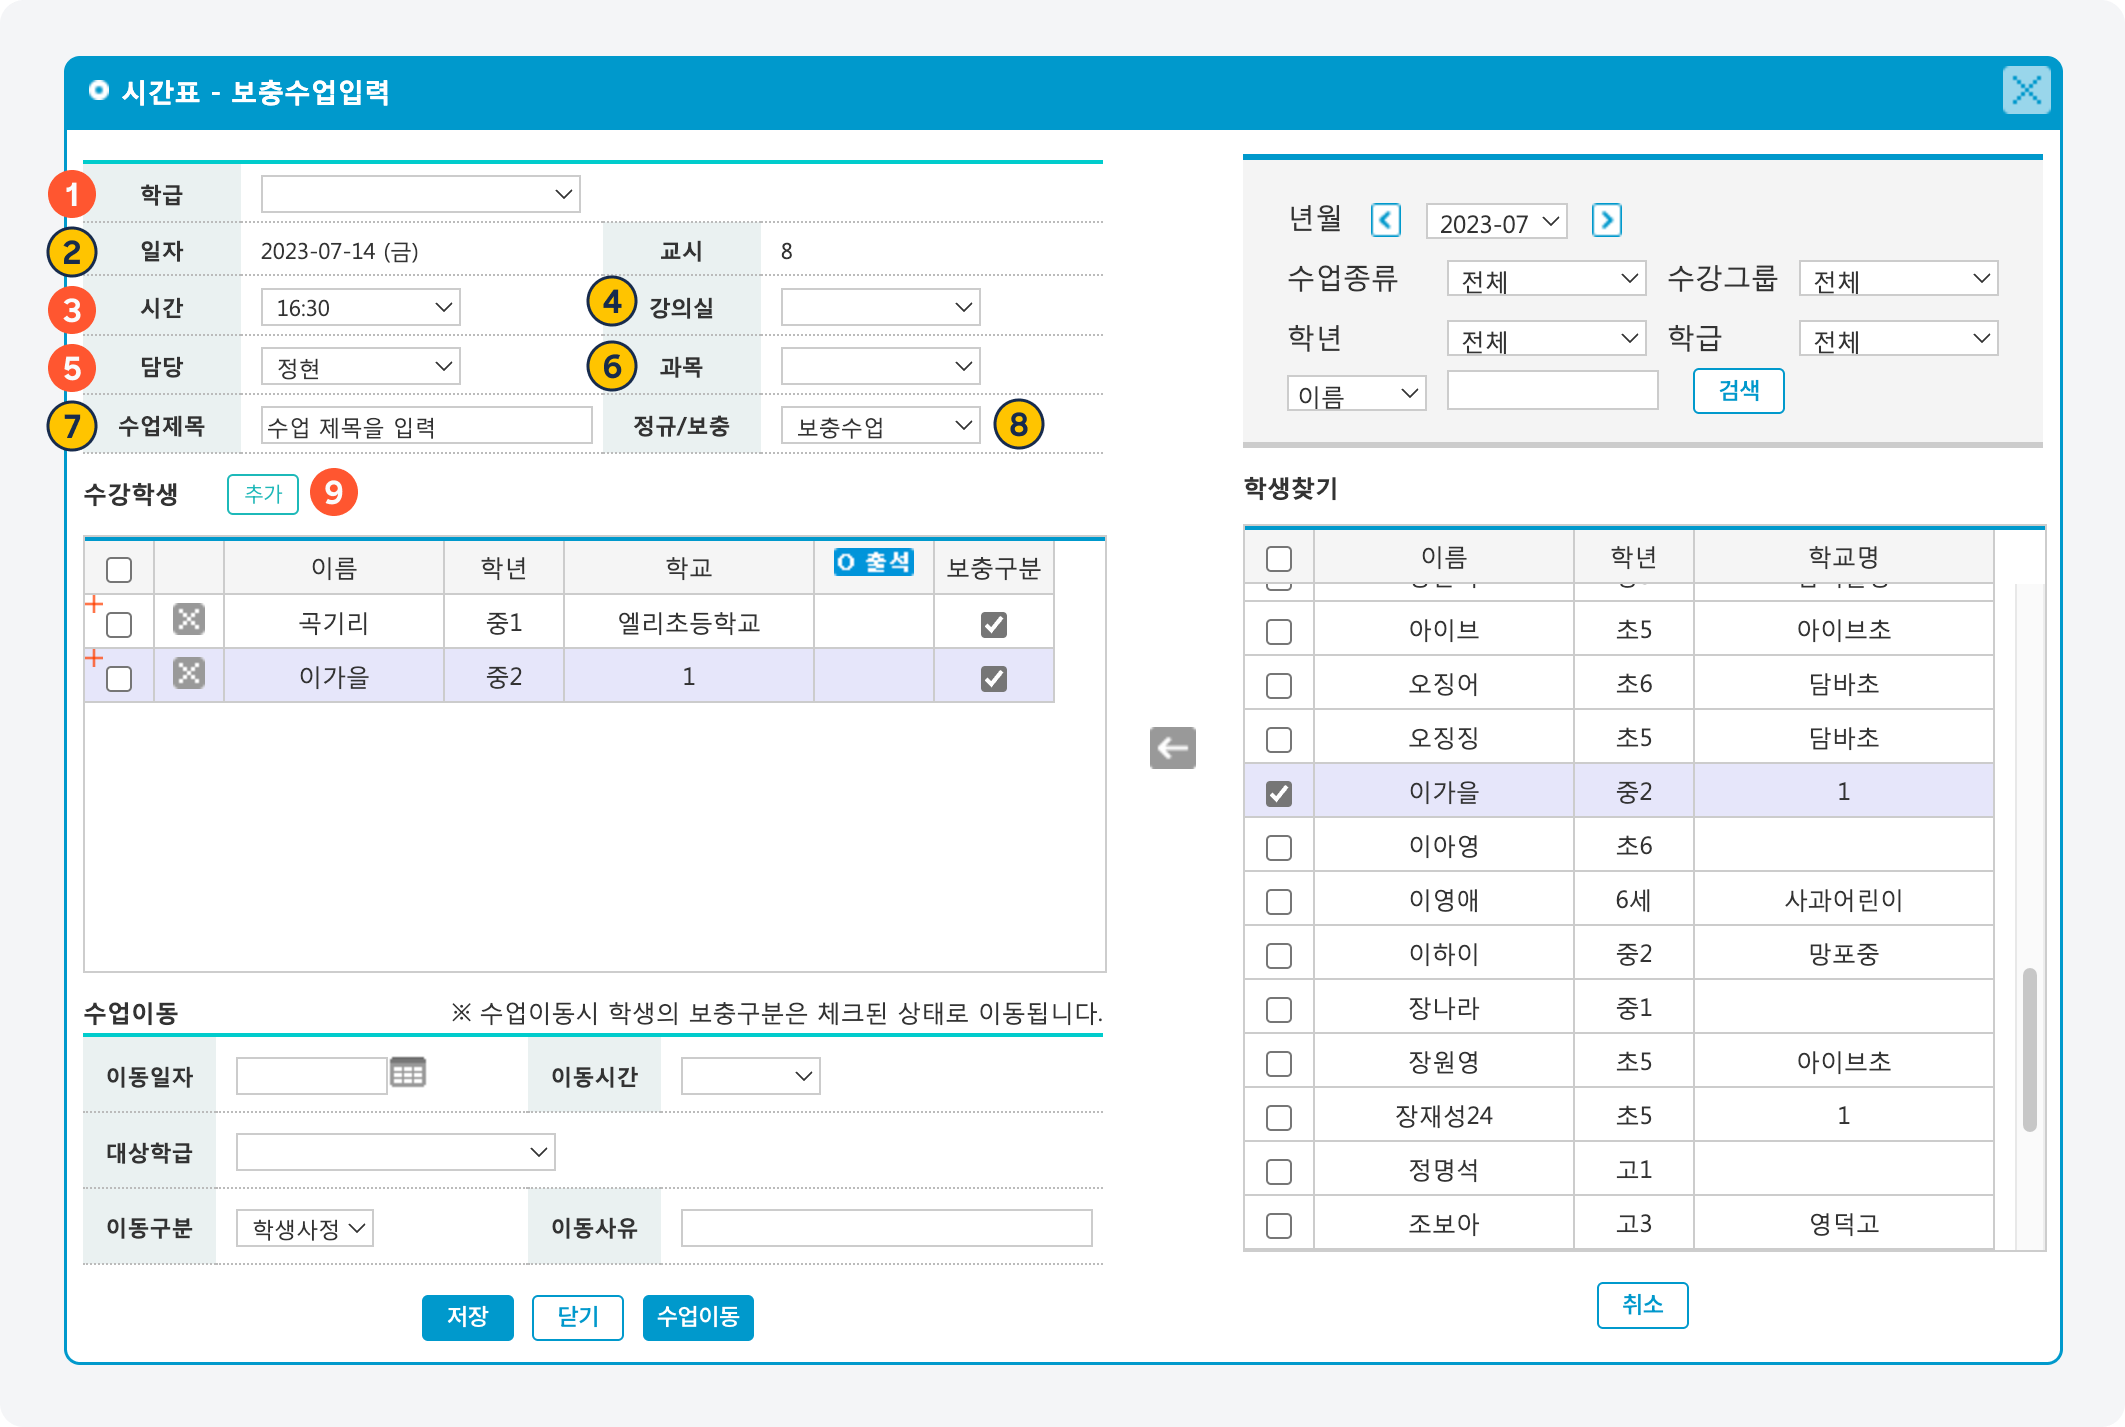 시간표 - 보충수업입력
1 학급
2 일자 2023-07-14 (금) 교시 8
3 시간 16:30 4 강의실
5 담당 정현 6 과목
7 수업제목 수업 제목을 입력 정규/보충 보충수업 8
수강학생 추가 9
이름 학년 학교 O 출석 보충구분
곡기리 중1 엘리초등학교
이가을 중2 1
수업이동 ※ 수업이동시 학생의 보충구분은 체크된 상태로 이동됩니다.
이동일자 이동시간
대상학급
이동구분 학생사정 이동사유
저장 닫기 수업이동
년월 2023-07
수업종류 전체 수강그룹 전체
학년 전체 학급 전체
이름 검색
학생찾기
이름 학년 학교명
아이브 초5 아이브초
오징어 초6 담바초
오징징 초5 담바초
이가을 중2 1
이아영 초6
이영애 6세 사과어린이
이하이 중2 망포중
장나라 중1
장원영 초5 아이브초
장재성24 초5 1
정명석 고1
조보아 고3 영덕고
취소